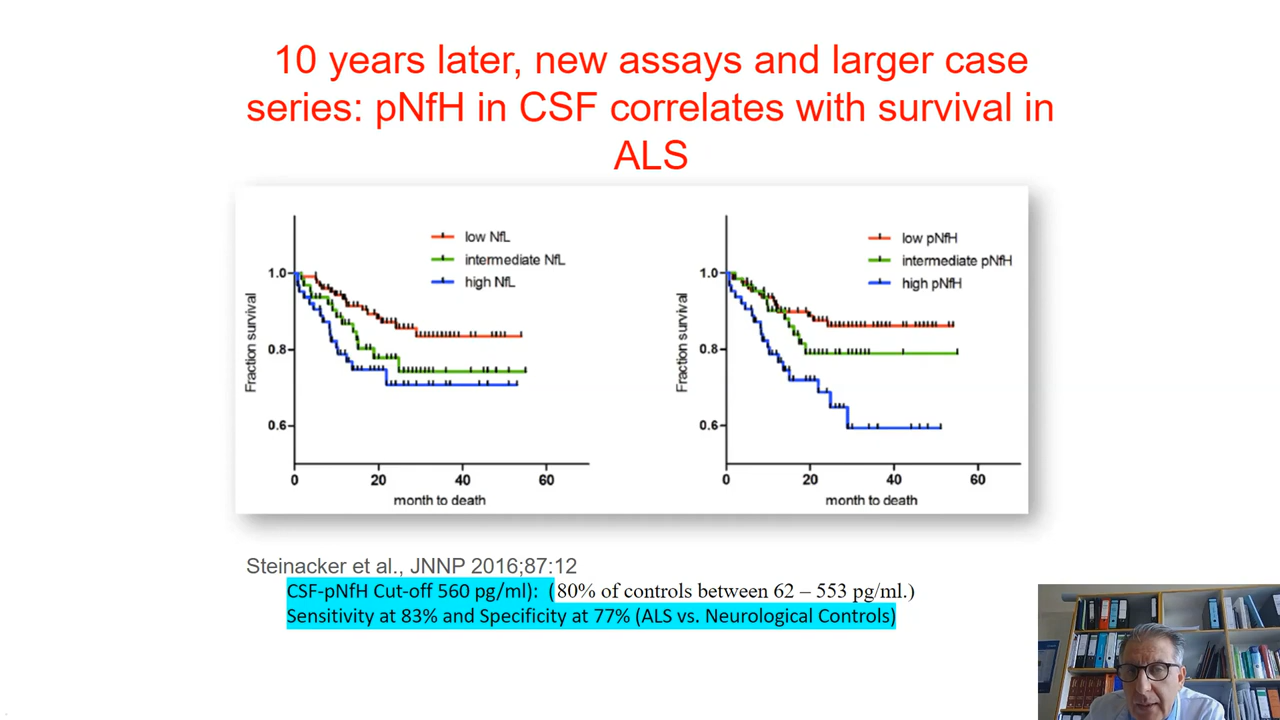 10 years later, new assays and larger case
series: pNfH in CSF correlates with survival in
ALS
low NfL
intermediate NfL
high NfL
1.0
0.8
0.6
Fraction survival
0
20
40
60
month to death
low pNfH
intermediate pNfH
high pNfH
1.0
0.8
0.6
Fraction survival
0
20
40
60
month to death
Steinacker et al., JNNP 2016;87:12
CSF-pNfH Cut-off 560 pg/ml): (80% of controls between 62 – 553 pg/ml.)
Sensitivity at 83% and Specificity at 77% (ALS vs. Neurological Controls)